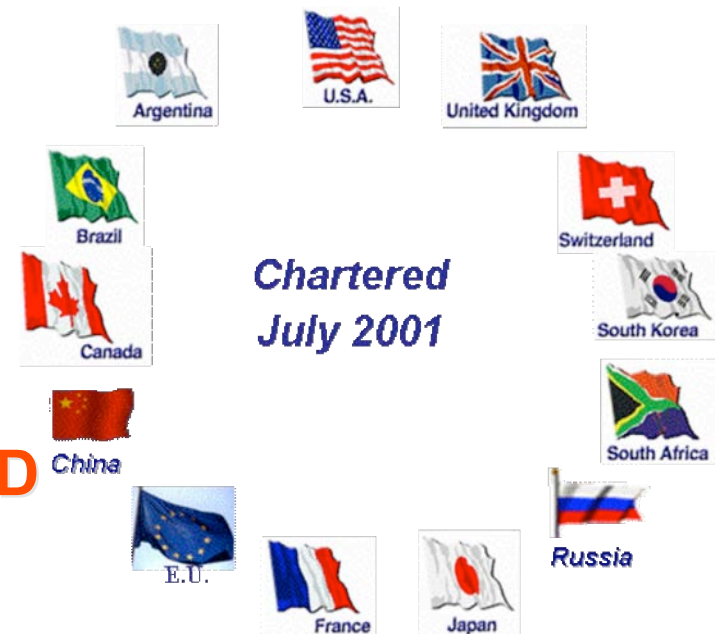 U.S.A.
Argentina
United Kingdom
Brazil
Switzerland
Chartered
July 2001
South Korea
Canada
South Africa
China
D
Russia
E.U.
France
Japan